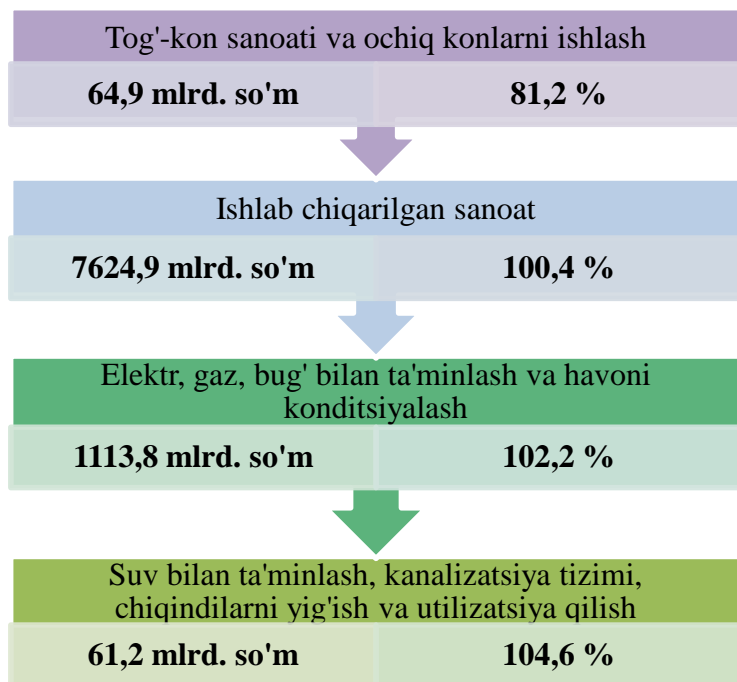 Tog'-kon sanoati va ochiq konlarni ishlash
64,9 mlrd. so'm 81,2 %
Ishlab chiqarilgan sanoat
7624,9 mlrd. so'm 100,4 %
Elektr, gaz, bug' bilan ta'minlash va havoni
konditsiyalash
1113,8 mlrd. so'm 102,2 %
Suv bilan ta'minlash, kanalizatsiya tizimi,
chiqindilarni yig'ish va utilizatsiya qilish
61,2 mlrd. so'm 104,6 %